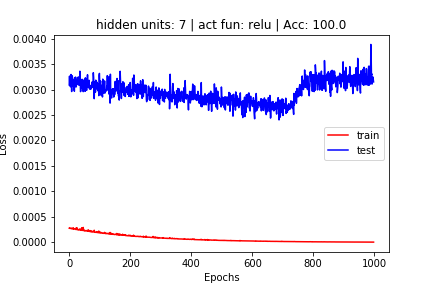 hidden units: 7 | act fun: relu | Acc: 100.0
0.0040
0.0035
0.0030
0.0025
0.0020
0.0015
0.0010
0.0005
0.0000
Loss
train
test
0 200 400 600 800 1000
Epochs